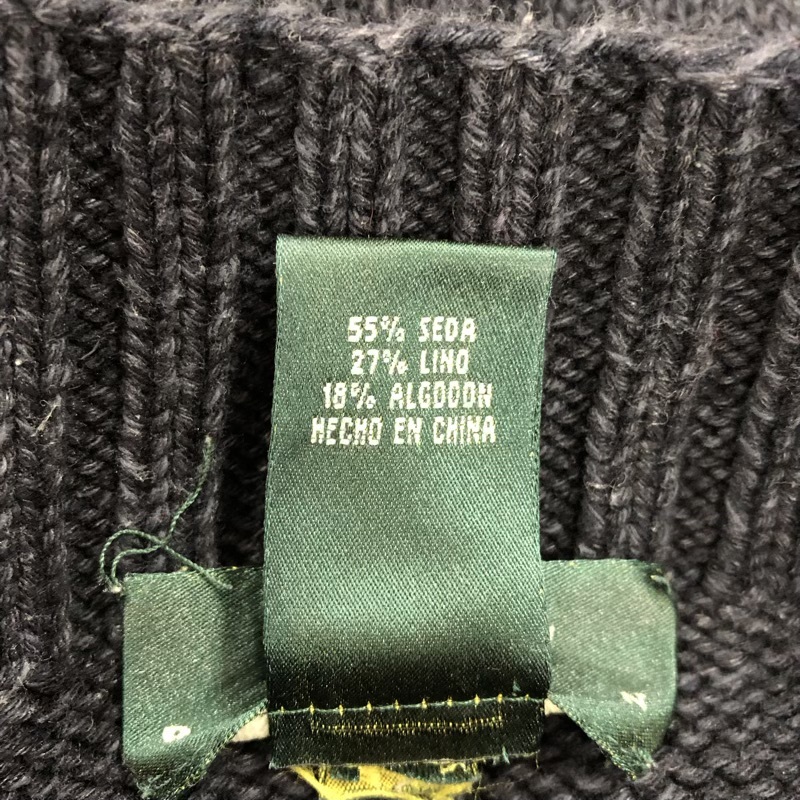 55% SEDA
27% LINO
18% ALGODON
HECHO EN CHINA